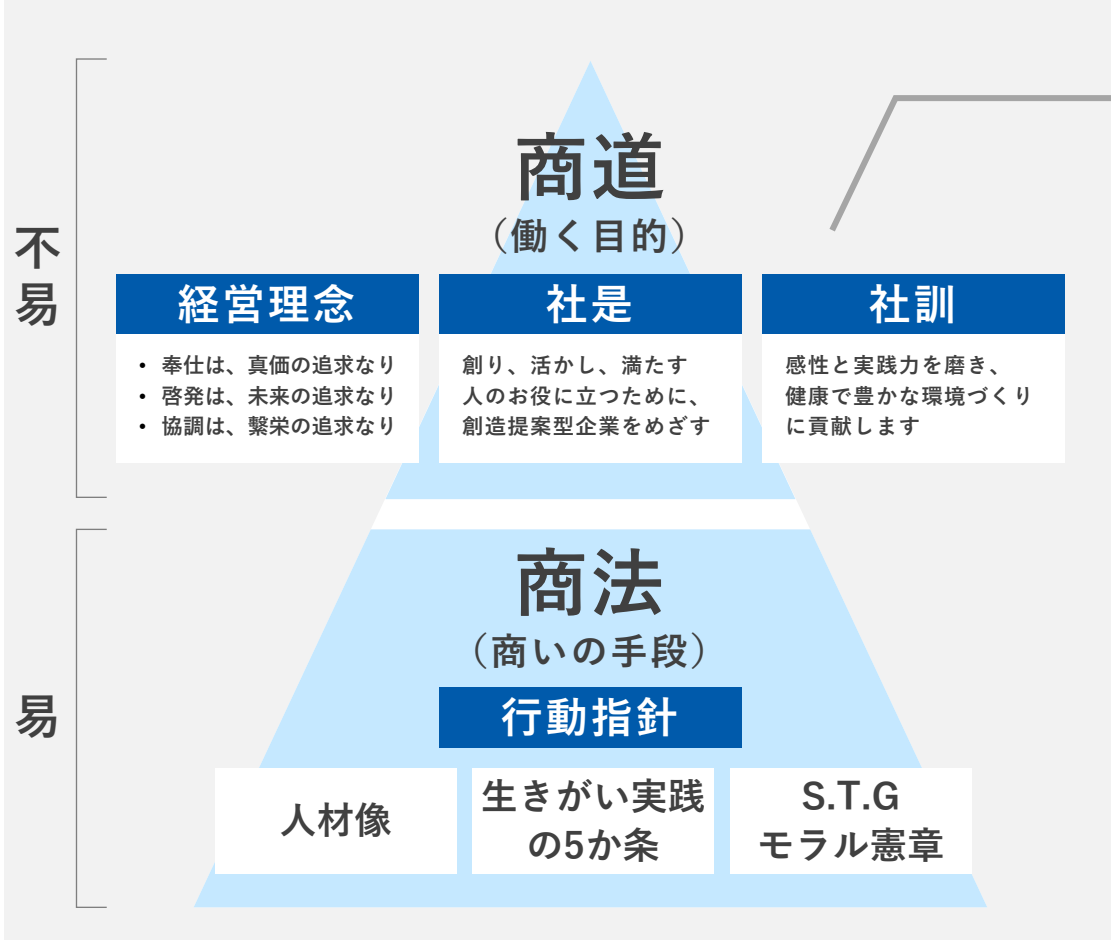 不易
商道
（働く目的）
経営理念
• 奉仕は、真価の追求なり
• 啓発は、未来の追求なり
• 協調は、繫栄の追求なり
社是
創り、活かし、満たす
人のお役に立つために、
創造提案型企業をめざす
社訓
感性と実践力を磨き、
健康で豊かな環境づくり
に貢献します
易
商法
（商いの手段）
行動指針
人材像
生きがい実践
の5か条
S.T.G
モラル憲章